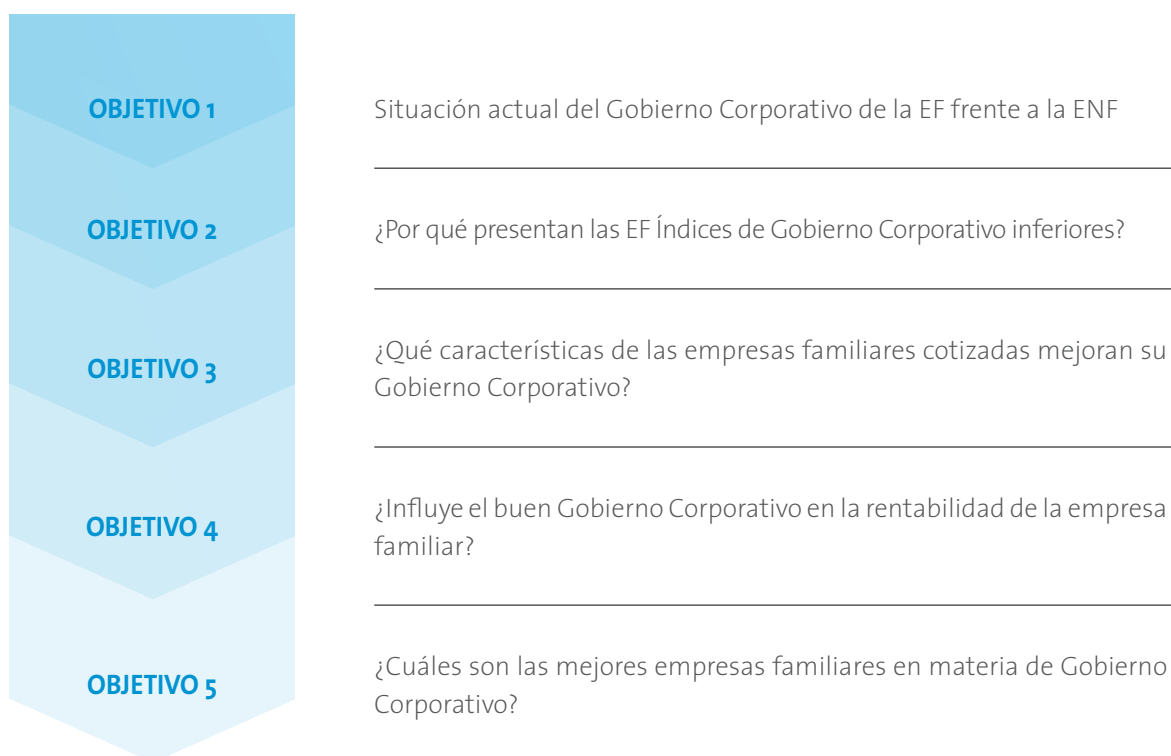 OBJETIVO 1
Situación actual del Gobierno Corporativo de la EF frente a la ENF
OBJETIVO 2
¿Por qué presentan las EF Índices de Gobierno Corporativo inferiores?
OBJETIVO 3
¿Qué características de las empresas familiares cotizadas mejoran su
Gobierno Corporativo?
OBJETIVO 4
¿Influye el buen Gobierno Corporativo en la rentabilidad de la empresa
familiar?
OBJETIVO 5
¿Cuáles son las mejores empresas familiares en materia de Gobierno
Corporativo?